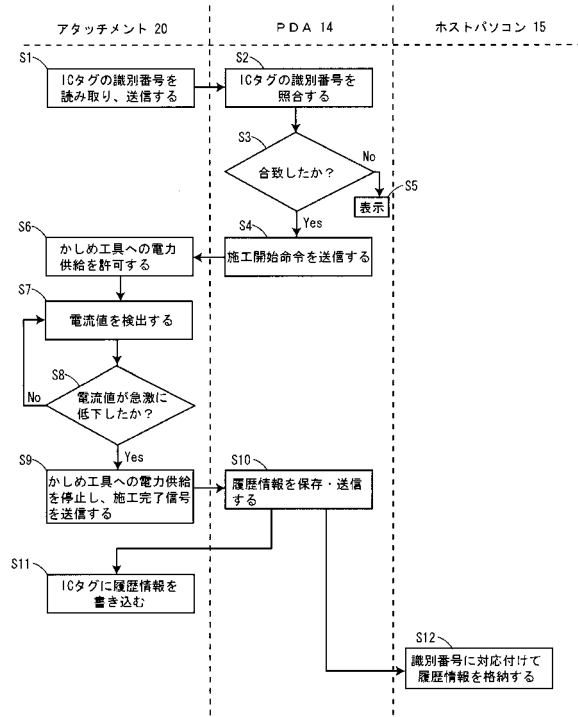 アタッチメント 20
ＰＤＡ 14
ホストパソコン 15
S1
ICタグの識別番号を
読み取り、送信する
S2
ICタグの識別番号を
照合する
S3
合致したか？
No
S5
表示
Yes
S4
施工開始命令を送信する
S6
かしめ工具への電力
供給を許可する
S7
電流値を検出する
S8
電流値が急激に
低下したか？
No
Yes
S9
かしめ工具への電力供給
を停止し、施工完了信号
を送信する
S10
履歴情報を保存・送信
する
S11
ICタグに履歴情報を
書き込む
S12
識別番号に対応付けて
履歴情報を格納する